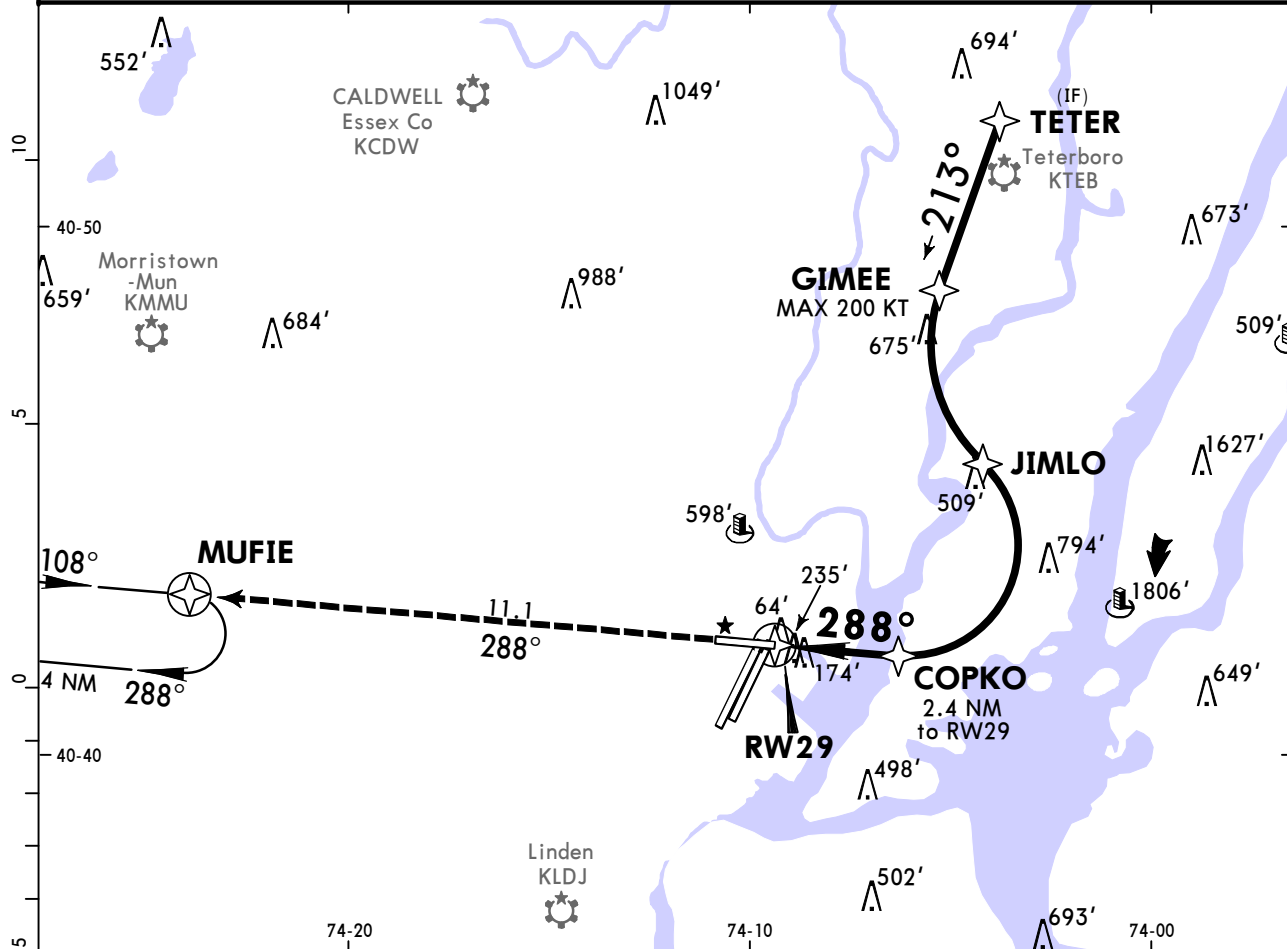 694′
552′
CALDWELL
Essex Co
KCDW
1049′
(IF)
TETER
Teterboro
KTEB
10
213°
40-50
673′
Morristown
-Mun
KMMU
659′
988′
GIMEE
MAX 200 KT
684′
675′
509′
5
1627′
JIMLO
509′
598′
MUFIE
108°
794′
235′
1806′
64′
11.1
288°
288°
174′
0
4 NM
288°
COPKO
2.4 NM
to RW29
649′
RW29
40-40
498′
Linden
KLDJ
502′
693′
5
74-20
74-10
74-00